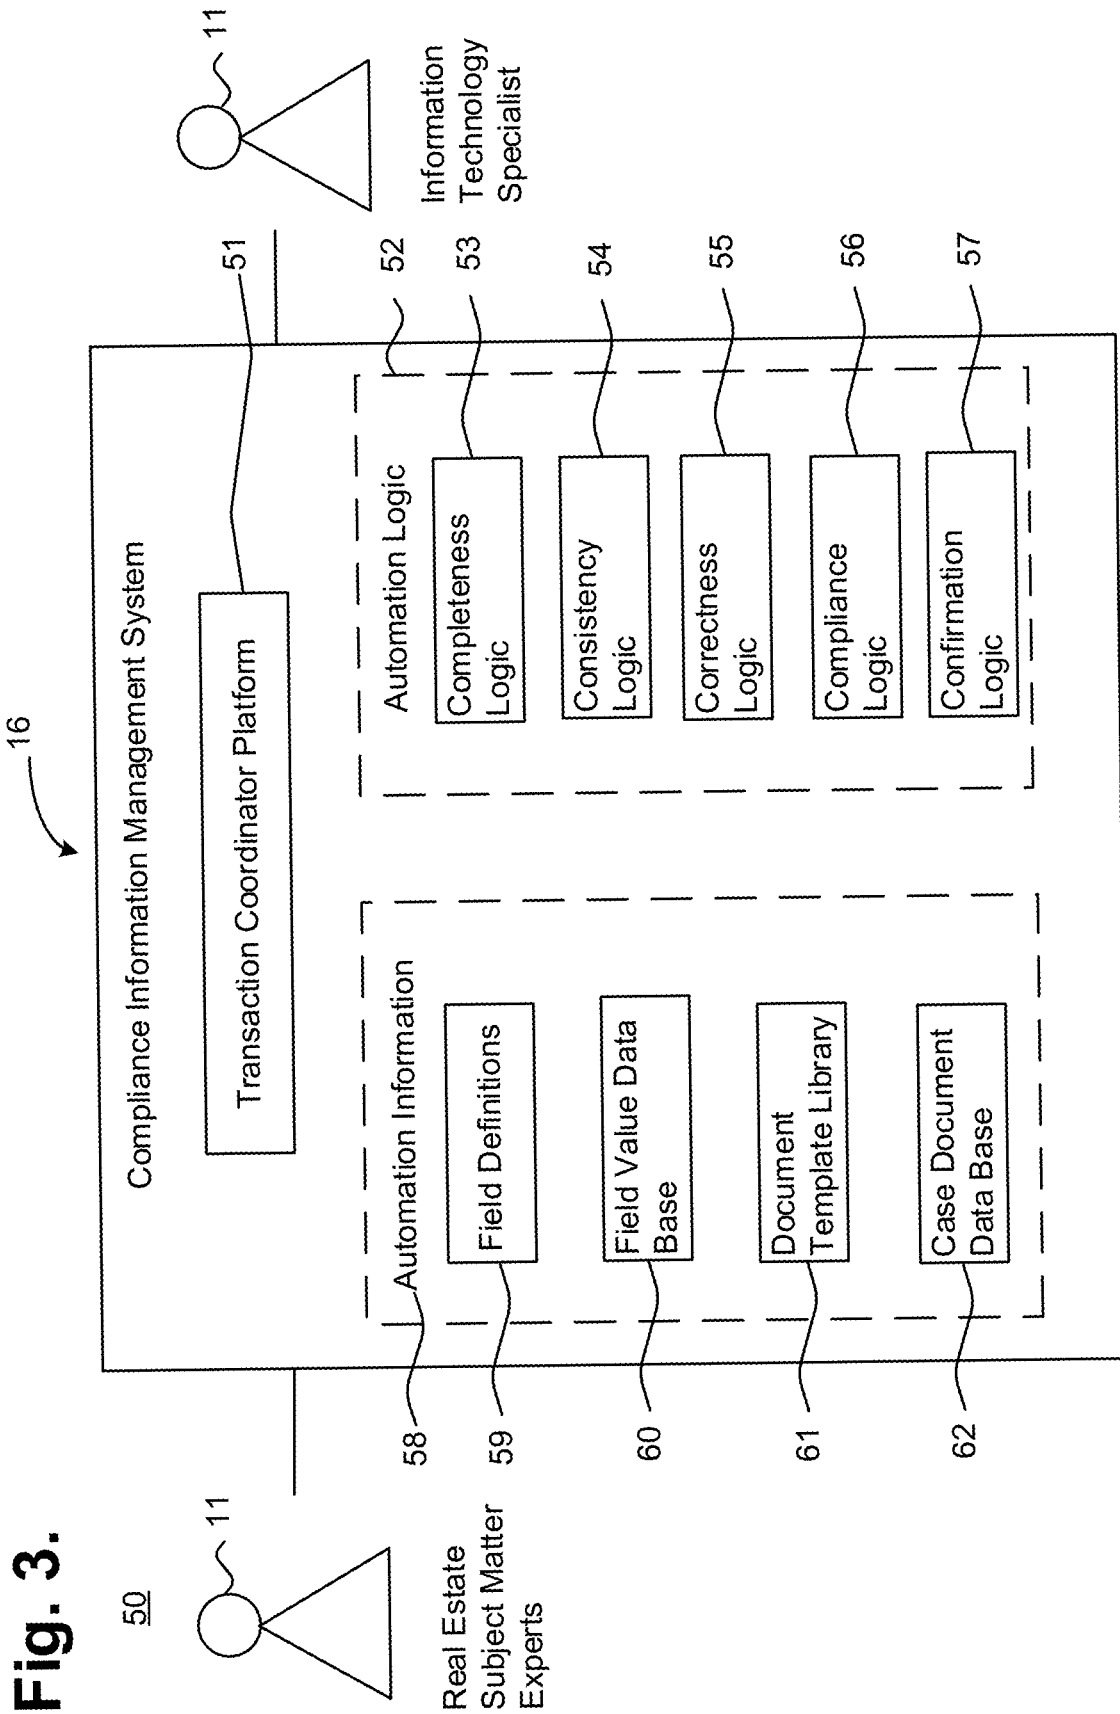 Fig. 3.
50
16
11
Real Estate
Subject Matter
Experts
11
Information
Technology
Specialist
Compliance Information Management System
Transaction Coordinator Platform
51
Automation Information
58
Field Definitions
59
Field Value Data
Base
60
Document
Template Library
61
Case Document
Data Base
62
Automation Logic
52
Completeness
Logic
53
Consistency
Logic
54
Correctness
Logic
55
Compliance
Logic
56
Confirmation
Logic
57